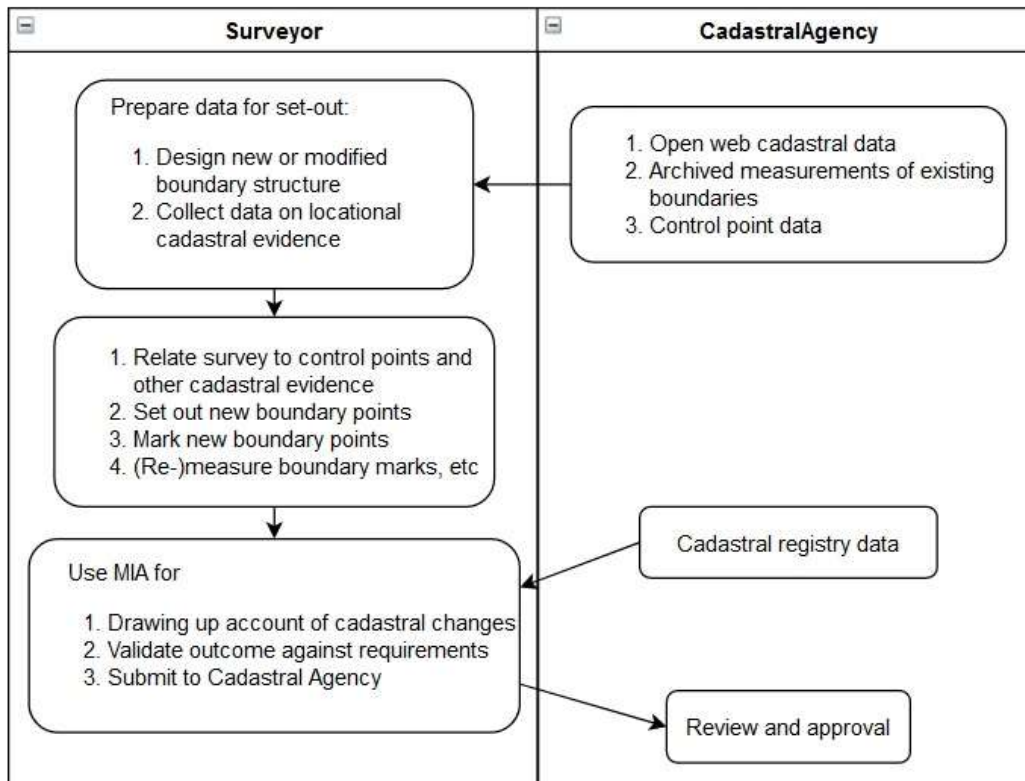 Surveyor
CadastralAgency
Prepare data for set-out:
1. Design new or modified
boundary structure
2. Collect data on locational
cadastral evidence
1. Open web cadastral data
2. Archived measurements of existing
boundaries
3. Control point data
1. Relate survey to control points and
other cadastral evidence
2. Set out new boundary points
3. Mark new boundary points
4. (Re-)measure boundary marks, etc
Cadastral registry data
Use MIA for
1. Drawing up account of cadastral changes
2. Validate outcome against requirements
3. Submit to Cadastral Agency
Review and approval